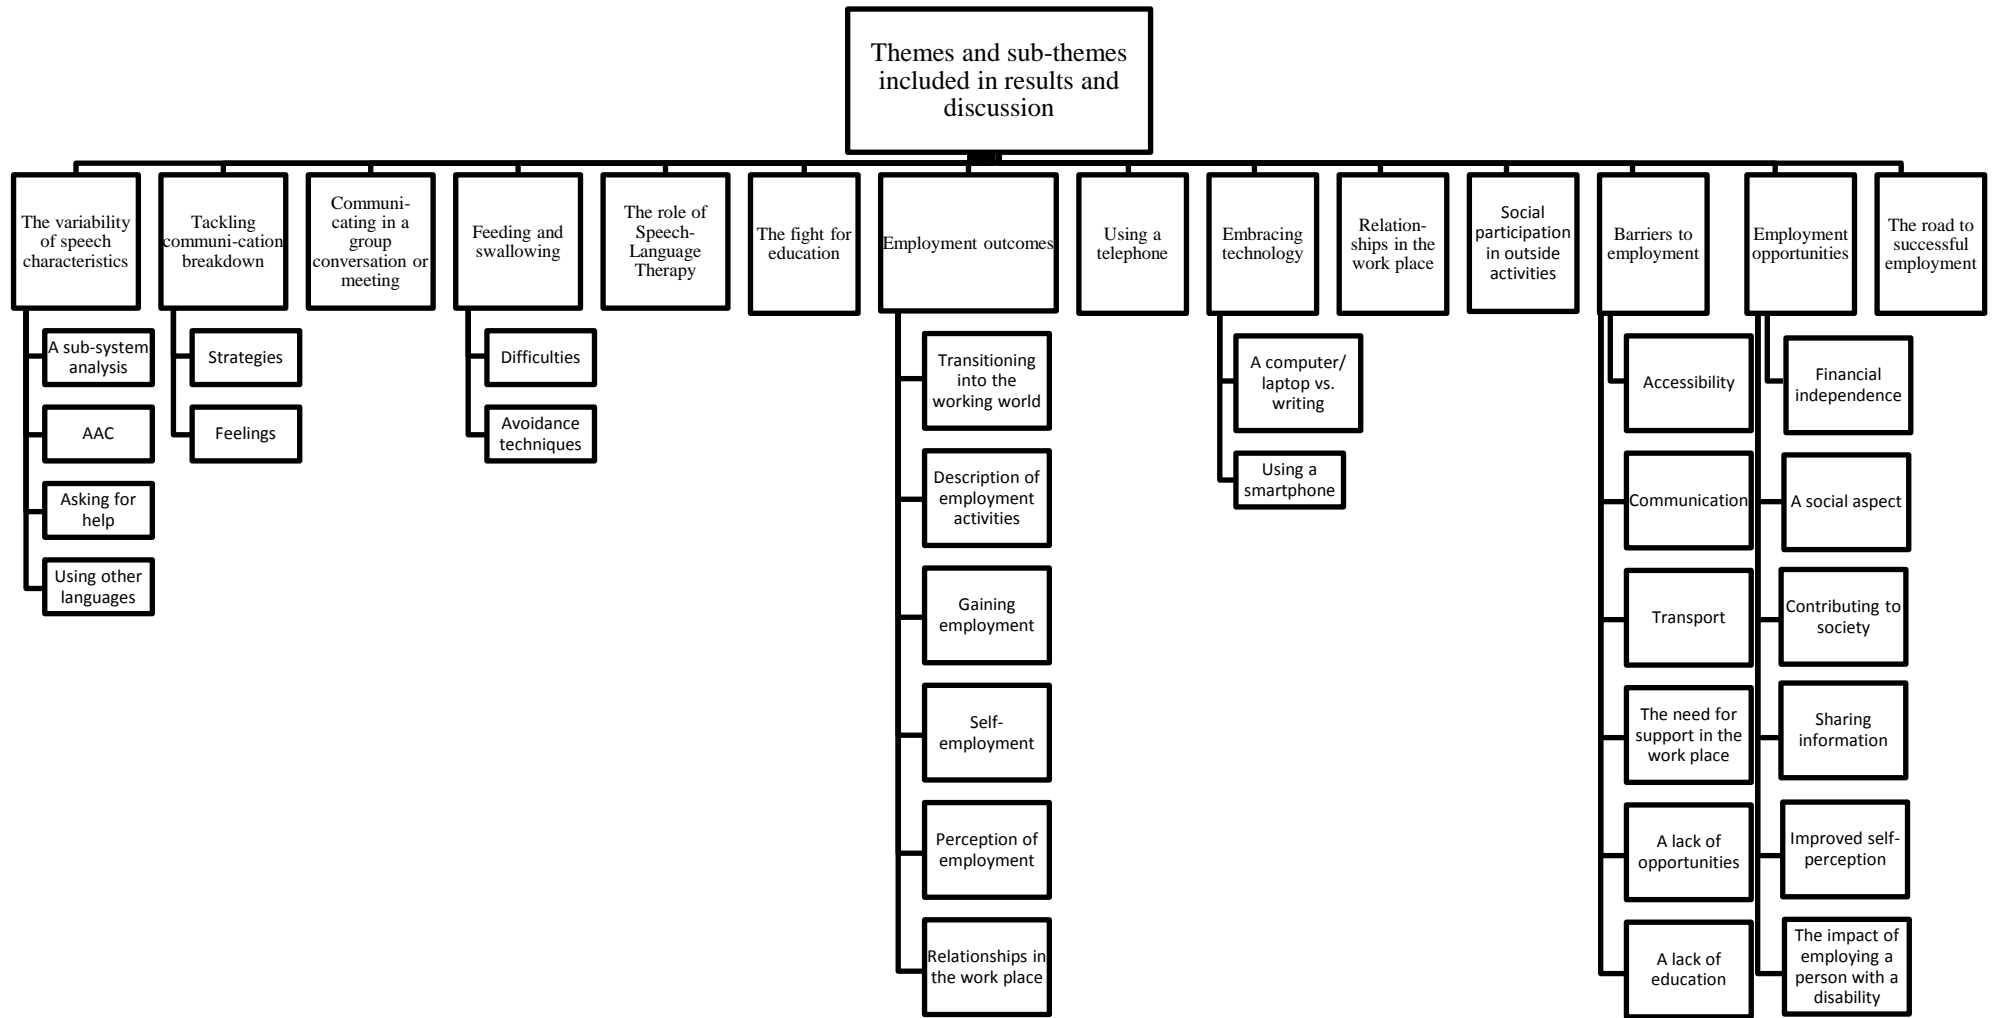 Themes and sub-themes
included in results and
discussion
The variability
of speech
characteristics
A sub-system
analysis
AAC
Asking for
help
Using other
languages
Tackling
communi-cation
breakdown
Strategies
Feelings
Communi-
cating in a
group
conversation or
meeting
Feeding and
swallowing
Difficulties
Avoidance
techniques
The role of
Speech-
Language
Therapy
The fight for
education
Employment outcomes
Transitioning
into the
working world
Description of
employment
activities
Gaining
employment
Self-
employment
Perception of
employment
Relationships in
the work place
Using a
telephone
Embracing
technology
A computer/
laptop vs.
writing
Using a
smartphone
Relation-
ships in the
work place
Social
participation
in outside
activities
Barriers to
employment
Accessibility
Communication
Transport
The need for
support in the
work place
A lack of
opportunities
A lack of
education
Employment
opportunities
Financial
independence
A social aspect
Contributing to
society
Sharing
information
Improved self-
perception
The impact of
employing a
person with a
disability
The road to
successful
employment